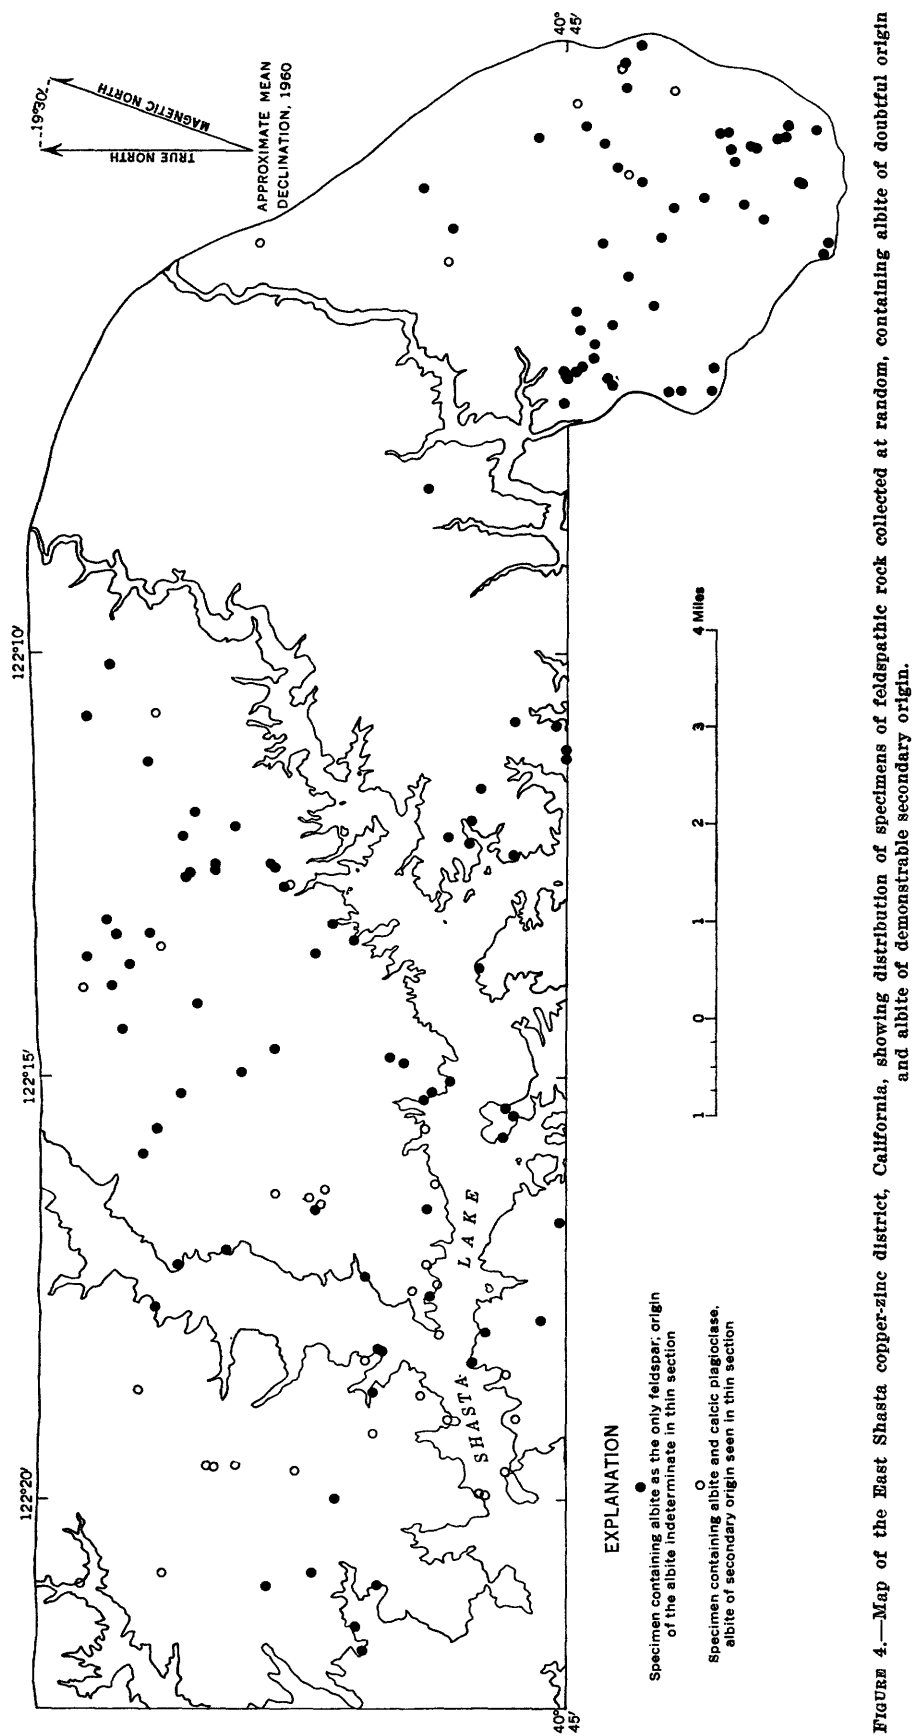 122°20′
122°15′
122°10′
19°30′
TRUE NORTH
MAGNETIC NORTH
APPROXIMATE MEAN
DECLINATION, 1960
40°
45′
SHASTA LAKE
40°
45′
EXPLANATION
Specimen containing albite as the only feldspar; origin
of the albite indeterminate in thin section
Specimen containing albite and calcic plagioclase,
albite of secondary origin seen in thin section
1 0 1 2 3 4 Miles
FIGURE 4.—Map of the East Shasta copper-zinc district, California, showing distribution of specimens of feldspathic rock collected at random, containing albite of doubtful origin
and albite of demonstrable secondary origin.